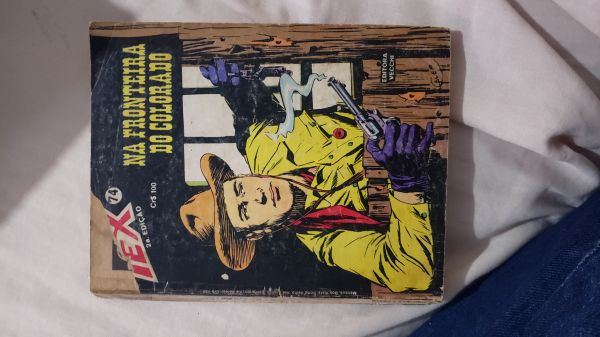 TEX
74
2a. EDIÇÃO
Cr$ 100
NA FRONTEIRA
DO COLORADO
EDITORA
VECCHI